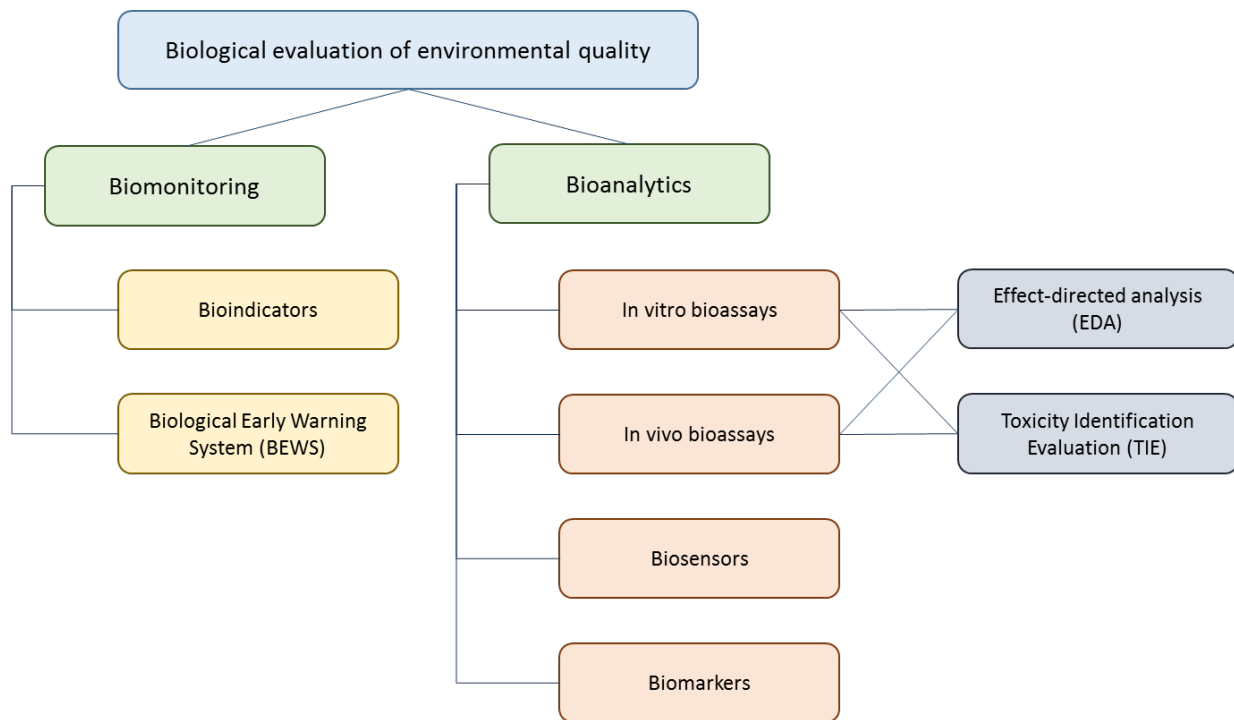 Biological evaluation of environmental quality
Biomonitoring
Bioanalytics
Bioindicators
In vitro bioassays
Effect-directed analysis
(EDA)
Biological Early Warning
System (BEWS)
In vivo bioassays
Toxicity Identification
Evaluation (TIE)
Biosensors
Biomarkers